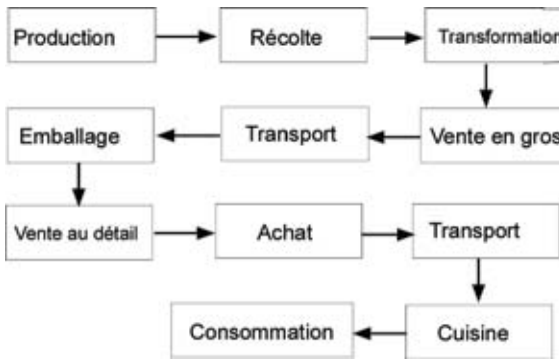 Production
Récolte
Transformation
Vente en gros
Transport
Emballage
Vente au détail
Achat
Transport
Cuisine
Consommation